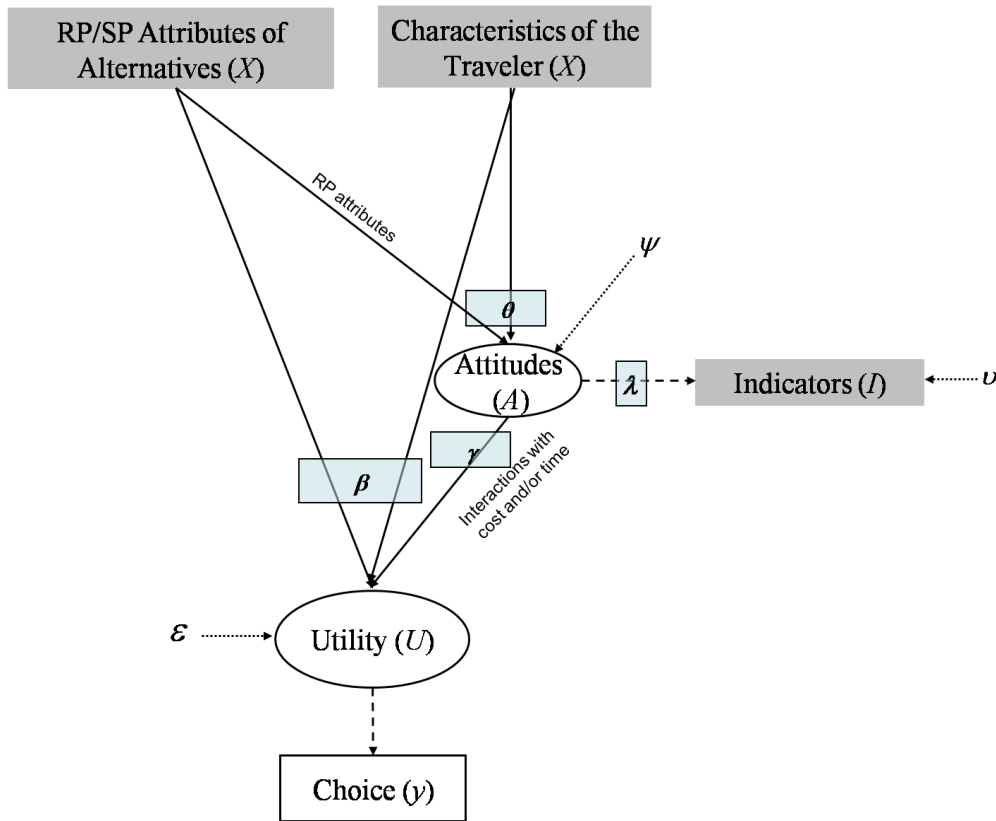 RP/SP Attributes of
Alternatives (X)
Characteristics of the
Traveler (X)
RP attributes
ψ
θ
Attitudes
(A)
λ
Indicators (I)
υ
γ
Interactions with
cost and/or time
β
ε
Utility (U)
Choice (y)